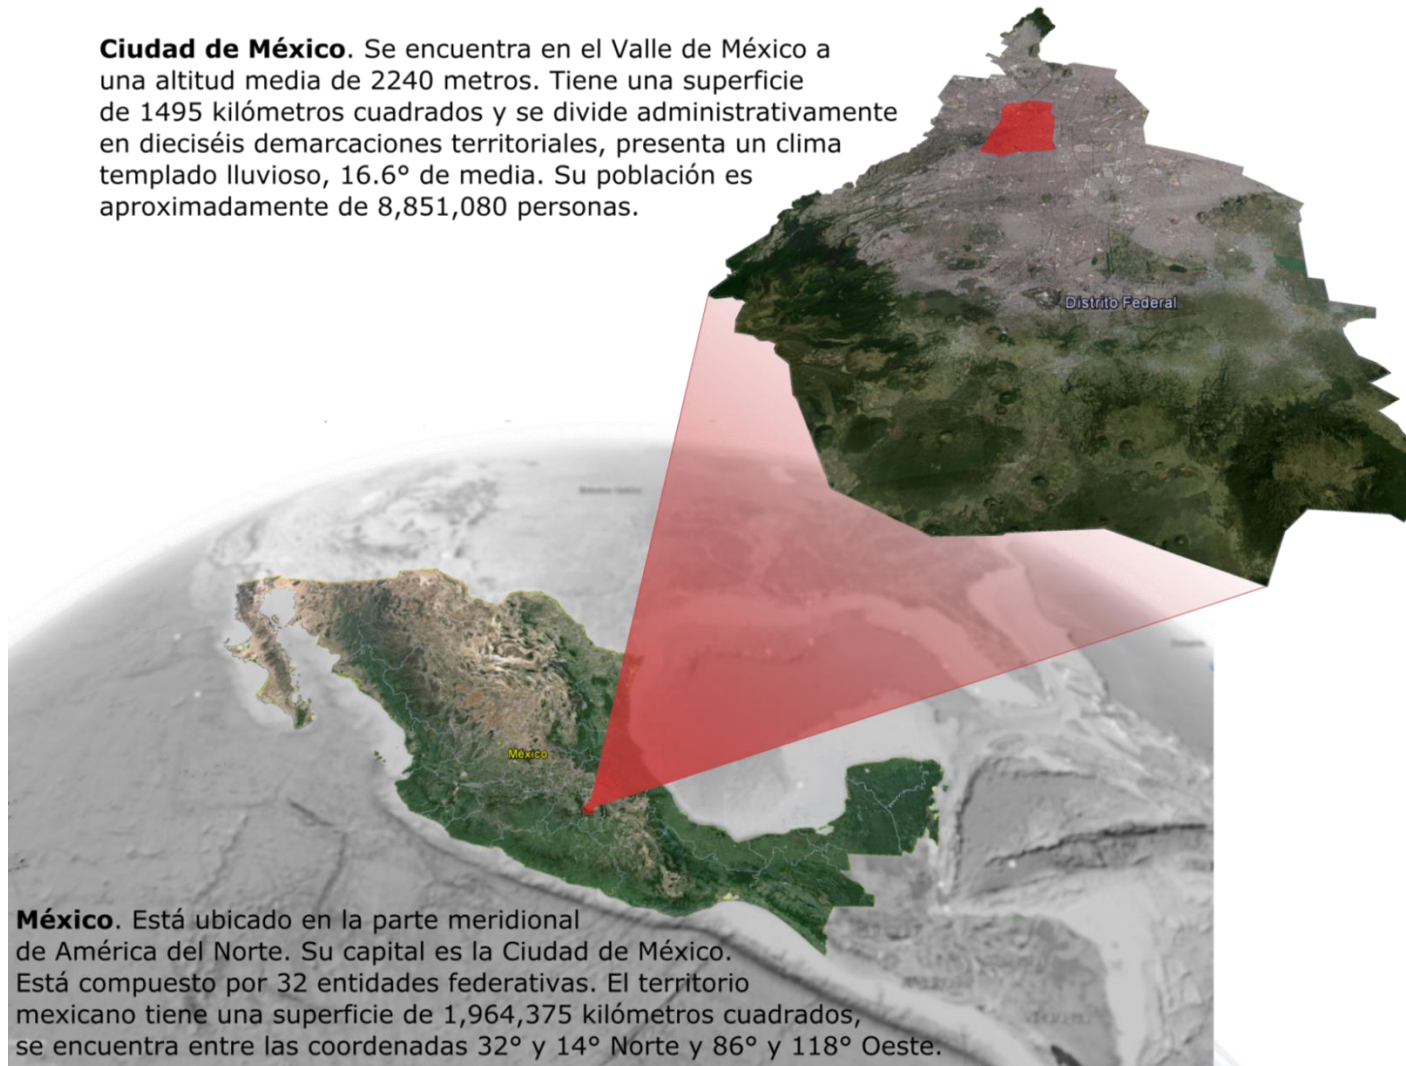 Ciudad de México. Se encuentra en el Valle de México a
una altitud media de 2240 metros. Tiene una superficie
de 1495 kilómetros cuadrados y se divide administrativamente
en dieciséis demarcaciones territoriales, presenta un clima
templado lluvioso, 16.6° de media. Su población es
aproximadamente de 8,851,080 personas.
Distrito Federal
México
México. Está ubicado en la parte meridional
de América del Norte. Su capital es la Ciudad de México.
Está compuesto por 32 entidades federativas. El territorio
mexicano tiene una superficie de 1,964,375 kilómetros cuadrados,
se encuentra entre las coordenadas 32° y 14° Norte y 86° y 118° Oeste.